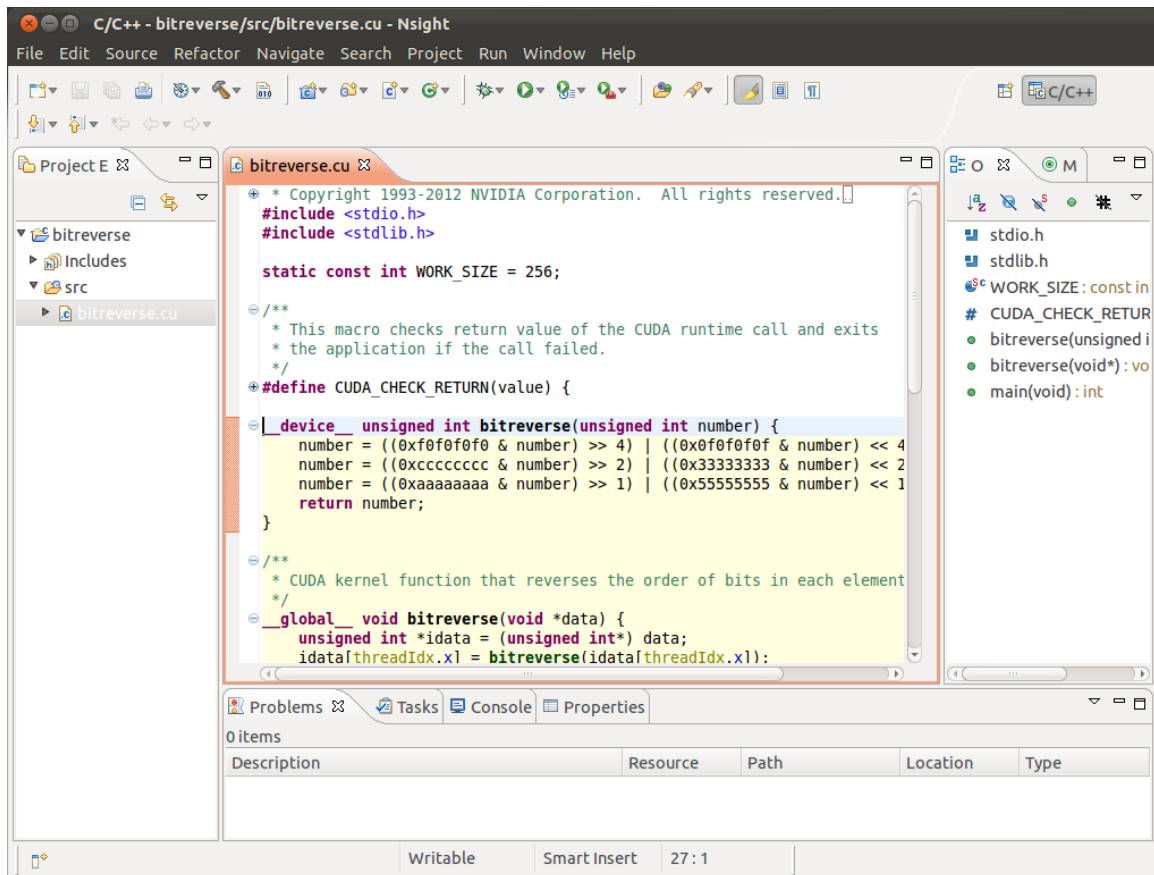 C/C++ - bitreverse/src/bitreverse.cu - Nsight
File Edit Source Refactor Navigate Search Project Run Window Help
C/C++
Project E
bitreverse
Includes
src
bitreverse.cu
bitreverse.cu
* Copyright 1993-2012 NVIDIA Corporation.  All rights reserved.
#include <stdio.h>
#include <stdlib.h>
static const int WORK_SIZE = 256;
/**
* This macro checks return value of the CUDA runtime call and exits
* the application if the call failed.
*/
#define CUDA_CHECK_RETURN(value) {
__device__ unsigned int bitreverse(unsigned int number) {
number = ((0xf0f0f0f0 & number) >> 4) | ((0x0f0f0f0f & number) << 4
number = ((0xcccccccc & number) >> 2) | ((0x33333333 & number) << 2
number = ((0xaaaaaaaa & number) >> 1) | ((0x55555555 & number) << 1
return number;
}
/**
* CUDA kernel function that reverses the order of bits in each element
*/
__global__ void bitreverse(void *data) {
unsigned int *idata = (unsigned int*) data;
idata[threadIdx.x] = bitreverse(idata[threadIdx.x]);
O
M
stdio.h
stdlib.h
WORK_SIZE : const in
# CUDA_CHECK_RETUR
bitreverse(unsigned i
bitreverse(void*) : vo
main(void) : int
Problems Tasks Console Properties
0 items
Description Resource Path Location Type
Writable Smart Insert 27 : 1